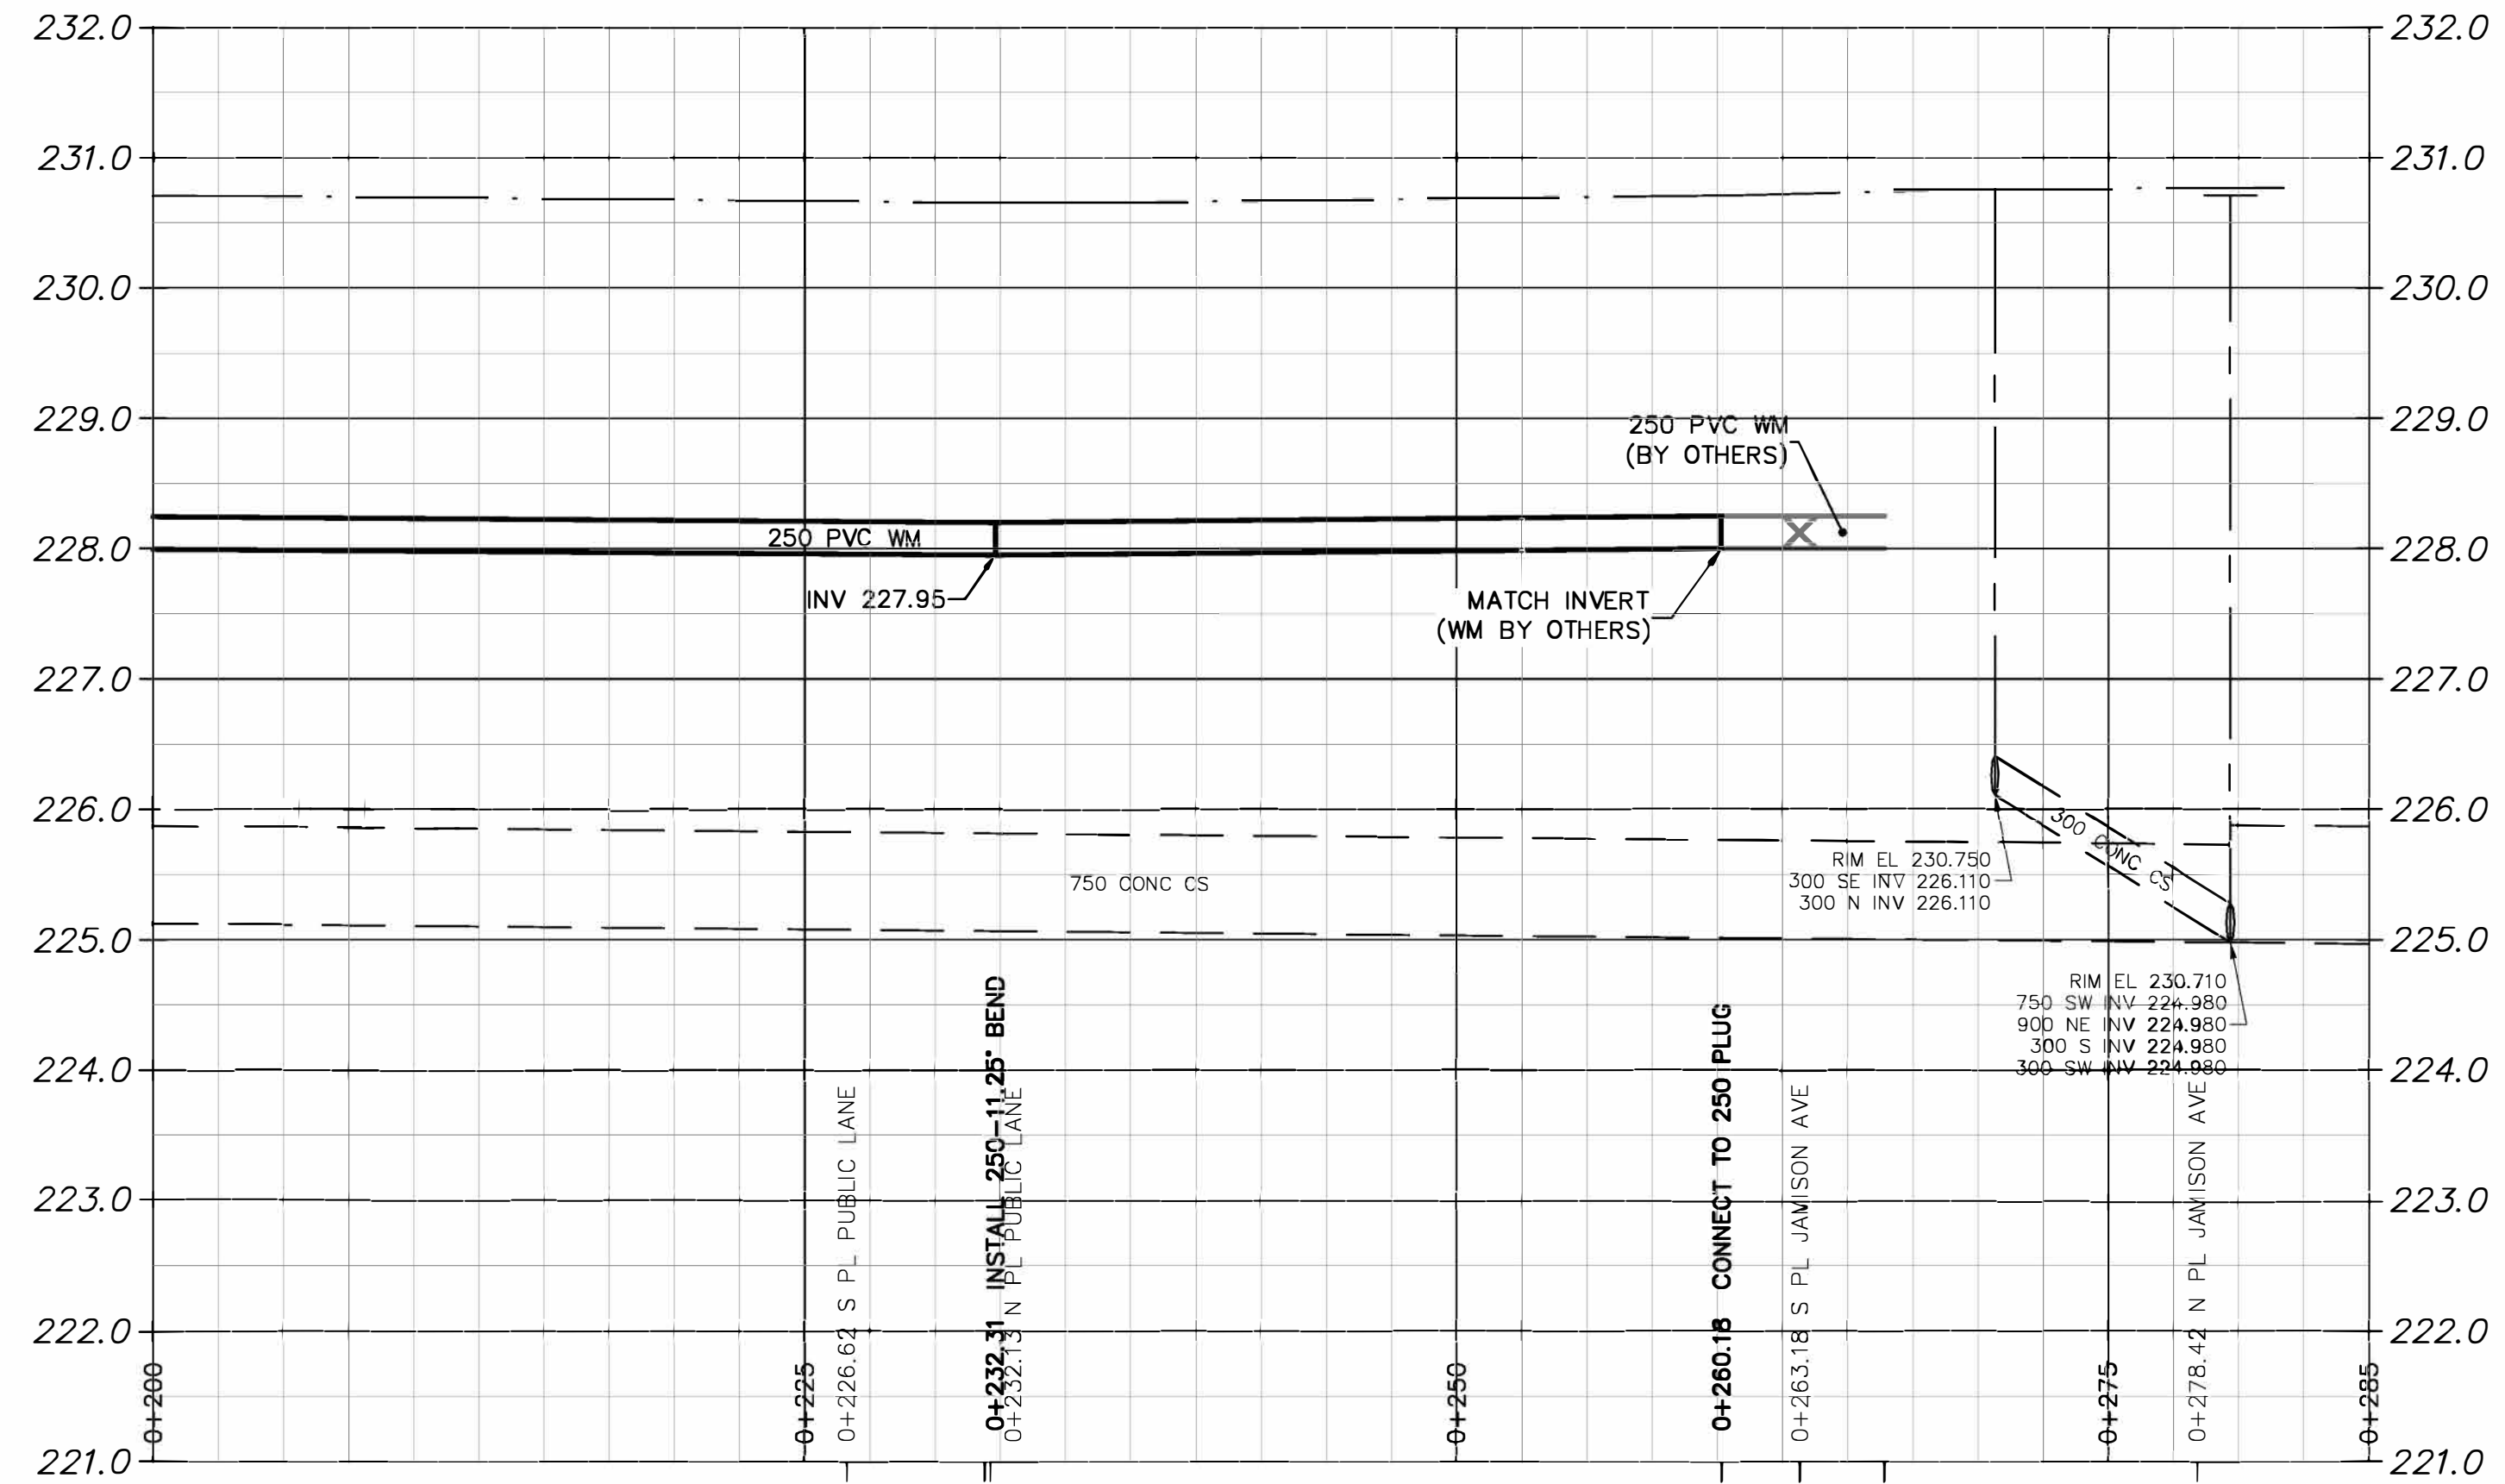 232.0
232.0
231.0
231.0
230.0
230.0
229.0
229.0
250 PVC WM
(BY OTHERS)
250 PVC WM
228.0
228.0
INV 227.95
MATCH INVERT
(WM BY OTHERS)
227.0
227.0
226.0
226.0
300 CONC CS
RIM EL 230.750
300 SE INV 226.110
300 N INV 226.110
750 CONC CS
225.0
225.0
RIM EL 230.710
750 SW INV 224.980
900 NE INV 224.980
300 S INV 224.980
300 SW INV 224.980
224.0
224.0
223.0
223.0
222.0
222.0
221.0
221.0
0+200
0+225
0+226.62 S PL PUBLIC LANE
0+232.31 INSTALL 250-11.25° BEND
0+232.13 N PL PUBLIC LANE
0+250
0+260.18 CONNECT TO 250 PLUG
0+263.18 S PL JAMISON AVE
0+275
0+278.42 N PL JAMISON AVE
0+285